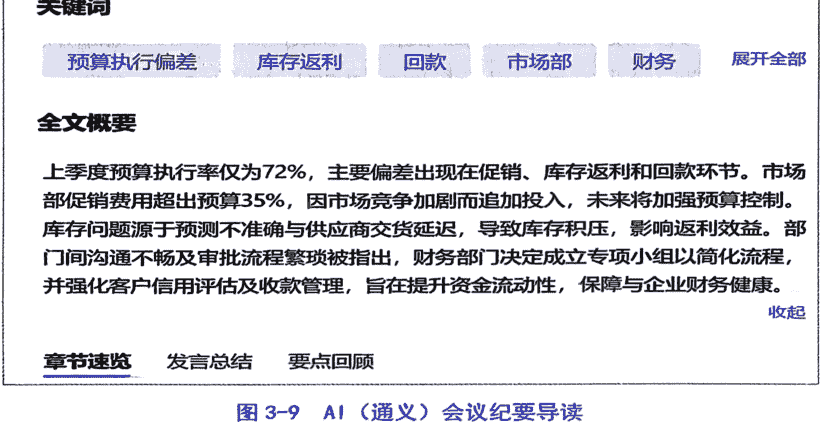 关键词
预算执行偏差 库存返利 回款 市场部 财务 展开全部
全文概要
上季度预算执行率仅为72%，主要偏差出现在促销、库存返利和回款环节。市场
部促销费用超出预算35%，因市场竞争加剧而追加投入，未来将加强预算控制。
库存问题源于预测不准确与供应商交货延迟，导致库存积压，影响返利效益。部
门间沟通不畅及审批流程繁琐被指出，财务部门决定成立专项小组以简化流程，
并强化客户信用评估及收款管理，旨在提升资金流动性，保障与企业财务健康。
收起
章节速览 发言总结 要点回顾
图 3-9 AI（通义）会议纪要导读